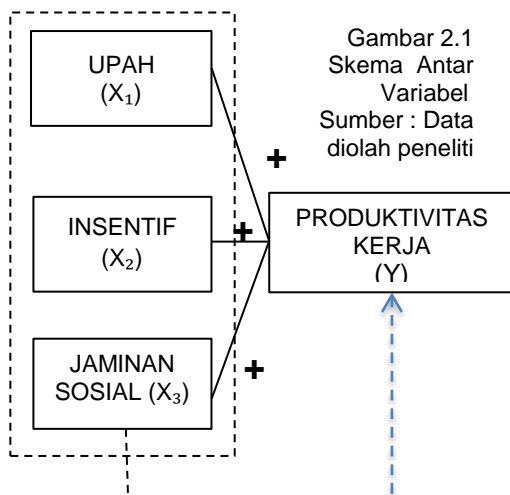 Gambar 2.1
Skema Antar
Variabel
Sumber : Data
diolah peneliti
UPAH
(X₁)
+
INSENTIF
(X₂)
+
PRODUKTIVITAS
KERJA
(Y)
JAMINAN
SOSIAL (X₃)
+